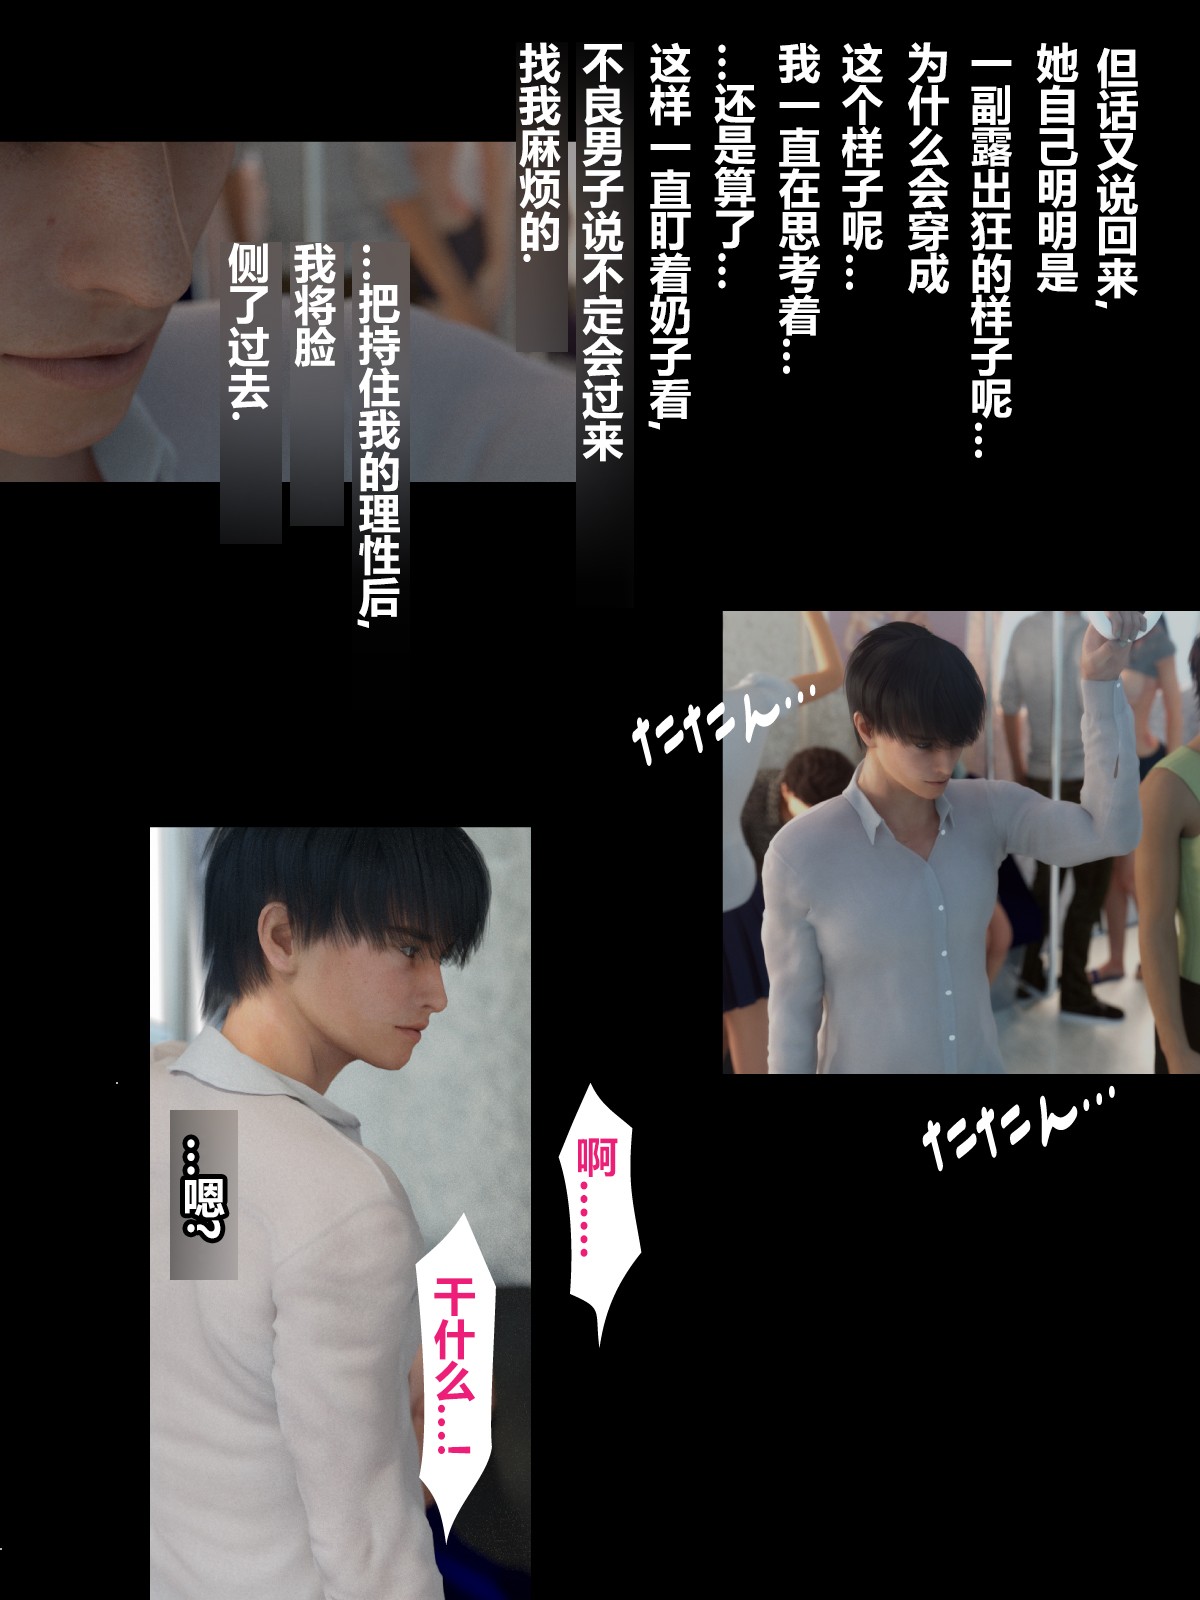 但话又说回来,
她自己明明是
一副露出狂的样子呢…
为什么会穿成
这个样子呢…
我一直在思考着…
…还是算了…
这样一直盯着奶子看,
不良男子说不定会过来
找我麻烦的.
…把持住我的理性后,
我将脸
侧了过去.
たたん…
たたん…
啊……
干什么…!
…嗯?